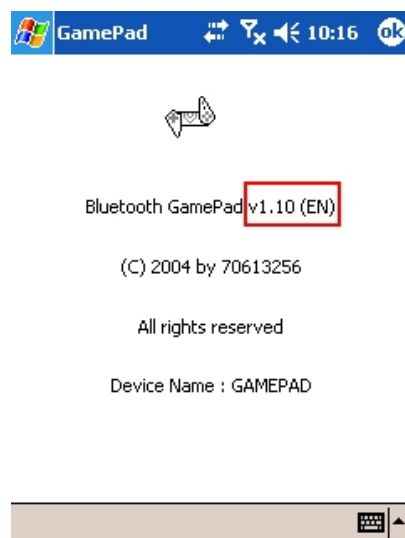 GamePad 10:16 ok
Bluetooth GamePad v1.10 (EN)
(C) 2004 by 70613256
All rights reserved
Device Name : GAMEPAD